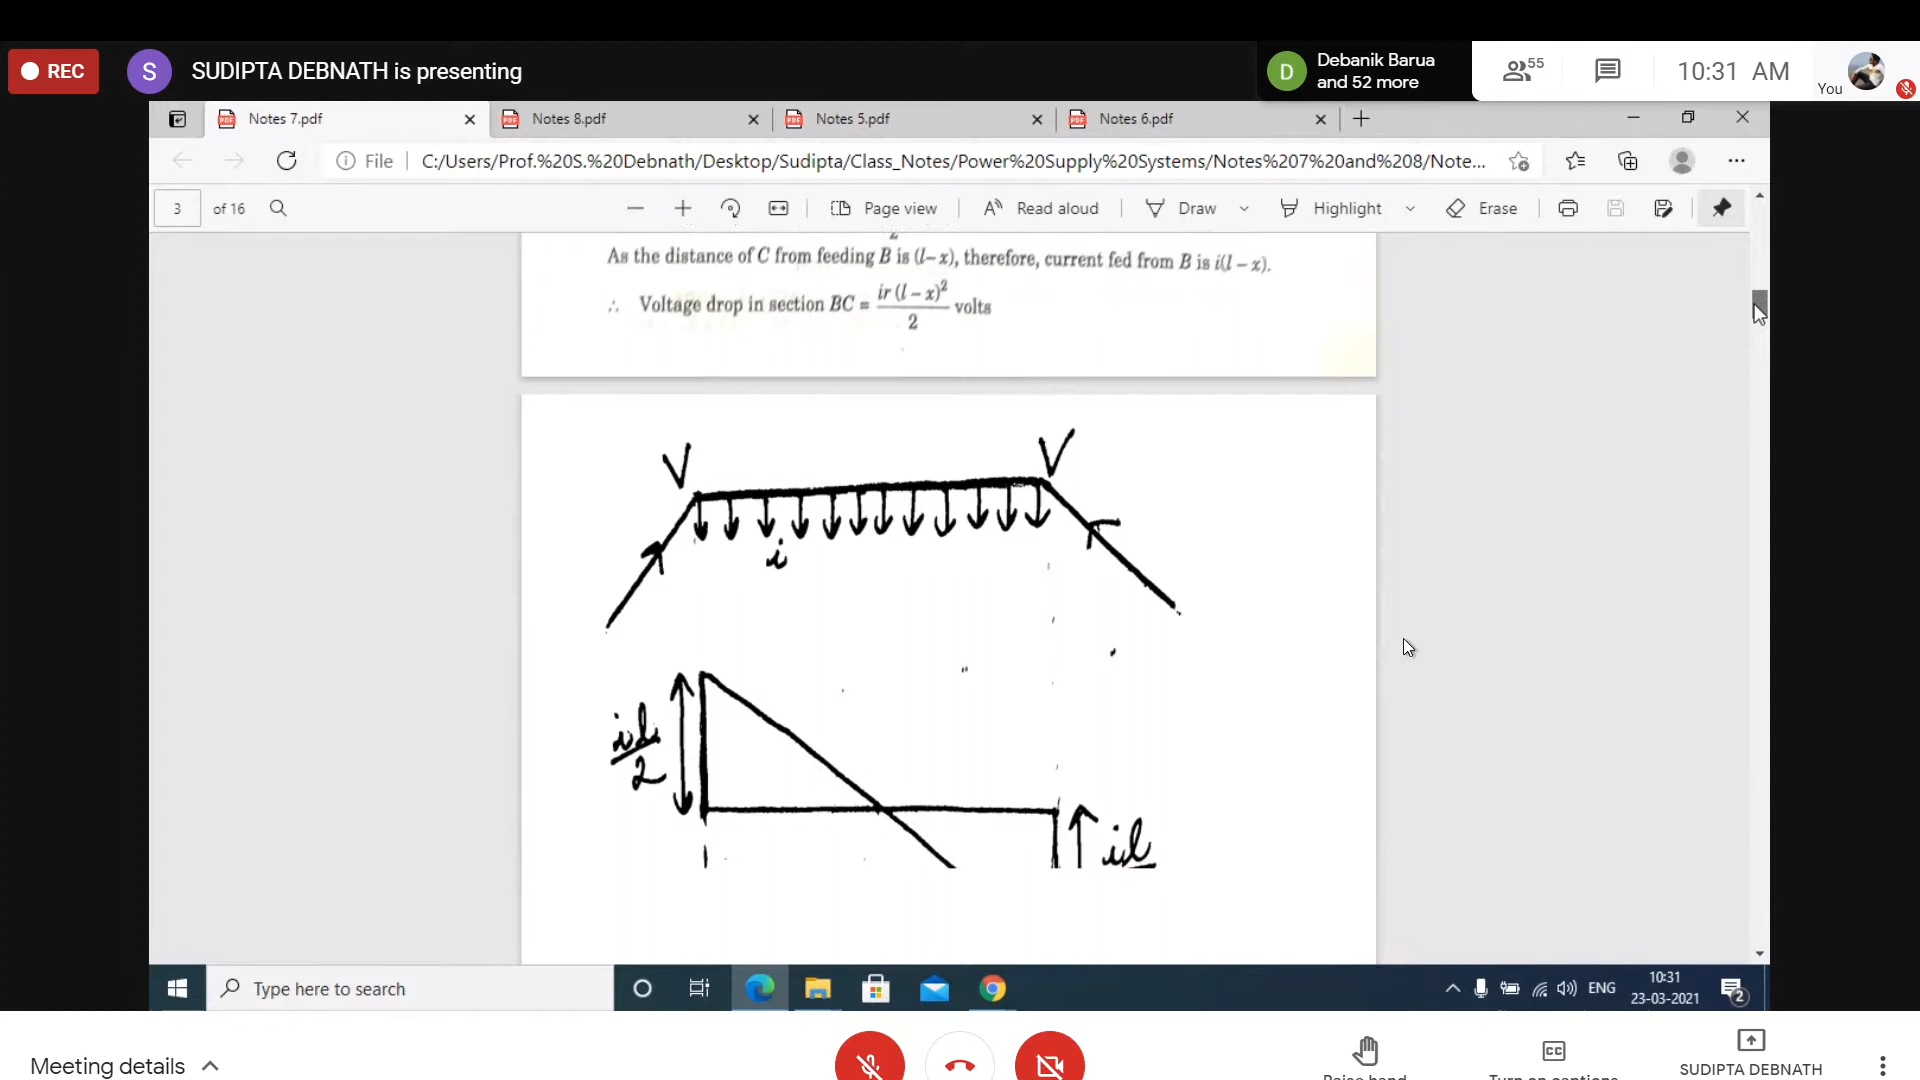 REC
S
SUDIPTA DEBNATH is presenting
D
Debanik Barua
and 52 more
55
10:31 AM
You
Notes 7.pdf
Notes 8.pdf
Notes 5.pdf
Notes 6.pdf
File
C:/Users/Prof.%20S.%20Debnath/Desktop/Sudipta/Class_Notes/Power%20Supply%20Systems/Notes%207%20and%208/Note...
3
of 16
Page view
Read aloud
Draw
Highlight
Erase
2
As the distance of C from feeding B is (l–x), therefore, current fed from B is i(l – x).
∴ Voltage drop in section BC = ir (l – x)²/2 volts
V
V
i
il/2
il
Type here to search
ENG
10:31
23-03-2021
2
Meeting details
SUDIPTA DEBNATH